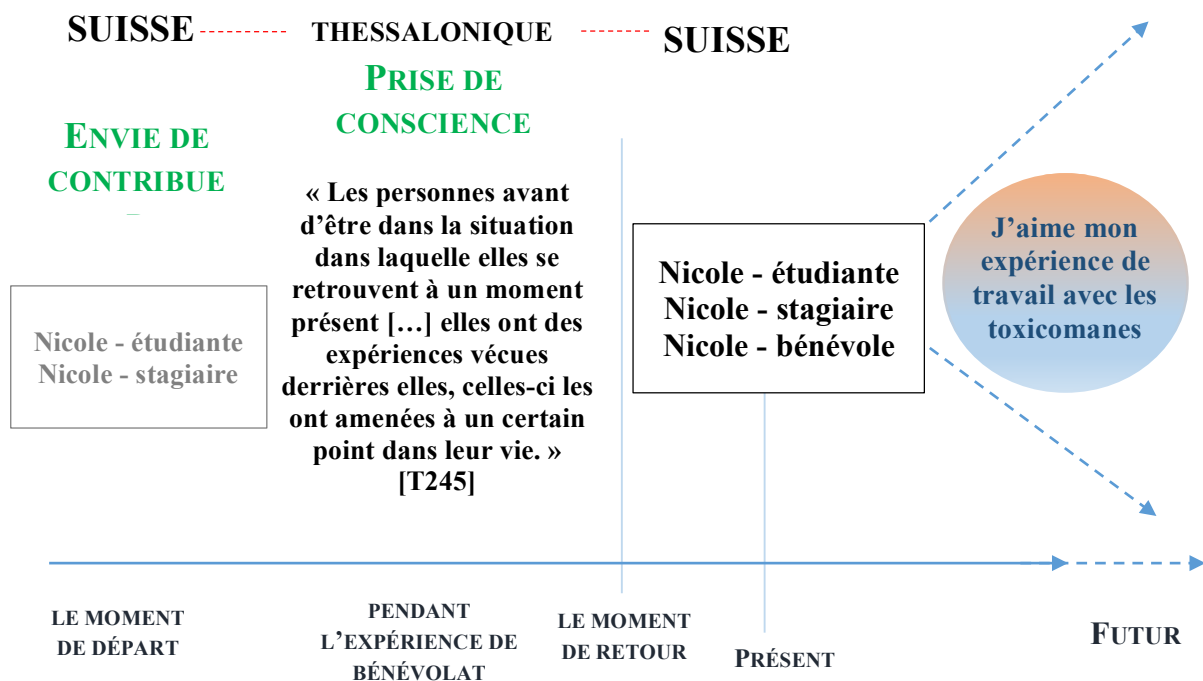 SUISSE
THESSALONIQUE
SUISSE
PRISE DE
CONSCIENCE
ENVIE DE
CONTRIBUE
« Les personnes avant
d’être dans la situation
dans laquelle elles se
retrouvent à un moment
présent […] elles ont des
expériences vécues
derrières elles, celles-ci les
ont amenées à un certain
point dans leur vie. »
[T245]
Nicole - étudiante
Nicole - stagiaire
Nicole - étudiante
Nicole - stagiaire
Nicole - bénévole
J’aime mon
expérience de
travail avec les
toxicomanes
LE MOMENT
DE DÉPART
PENDANT
L’EXPÉRIENCE DE
BÉNÉVOLAT
LE MOMENT
DE RETOUR
PRÉSENT
FUTUR